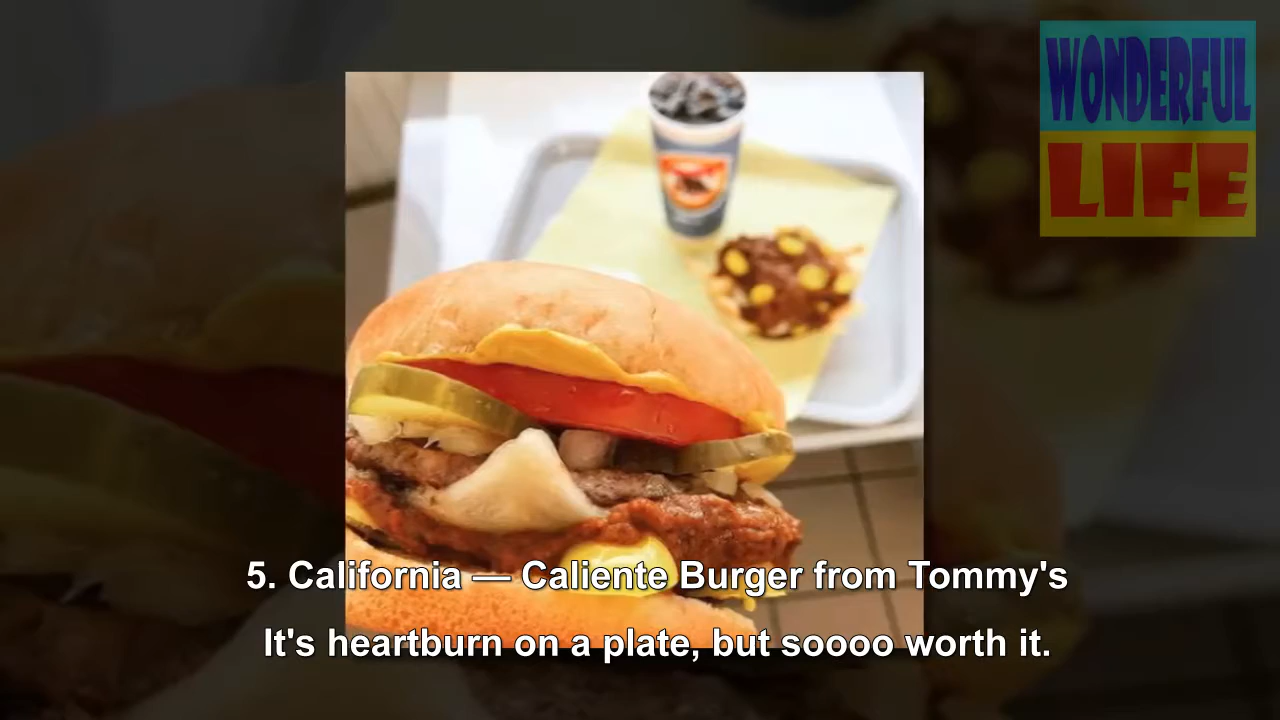 WONDERFUL
LIFE
5. California — Caliente Burger from Tommy's
It's heartburn on a plate, but soooo worth it.